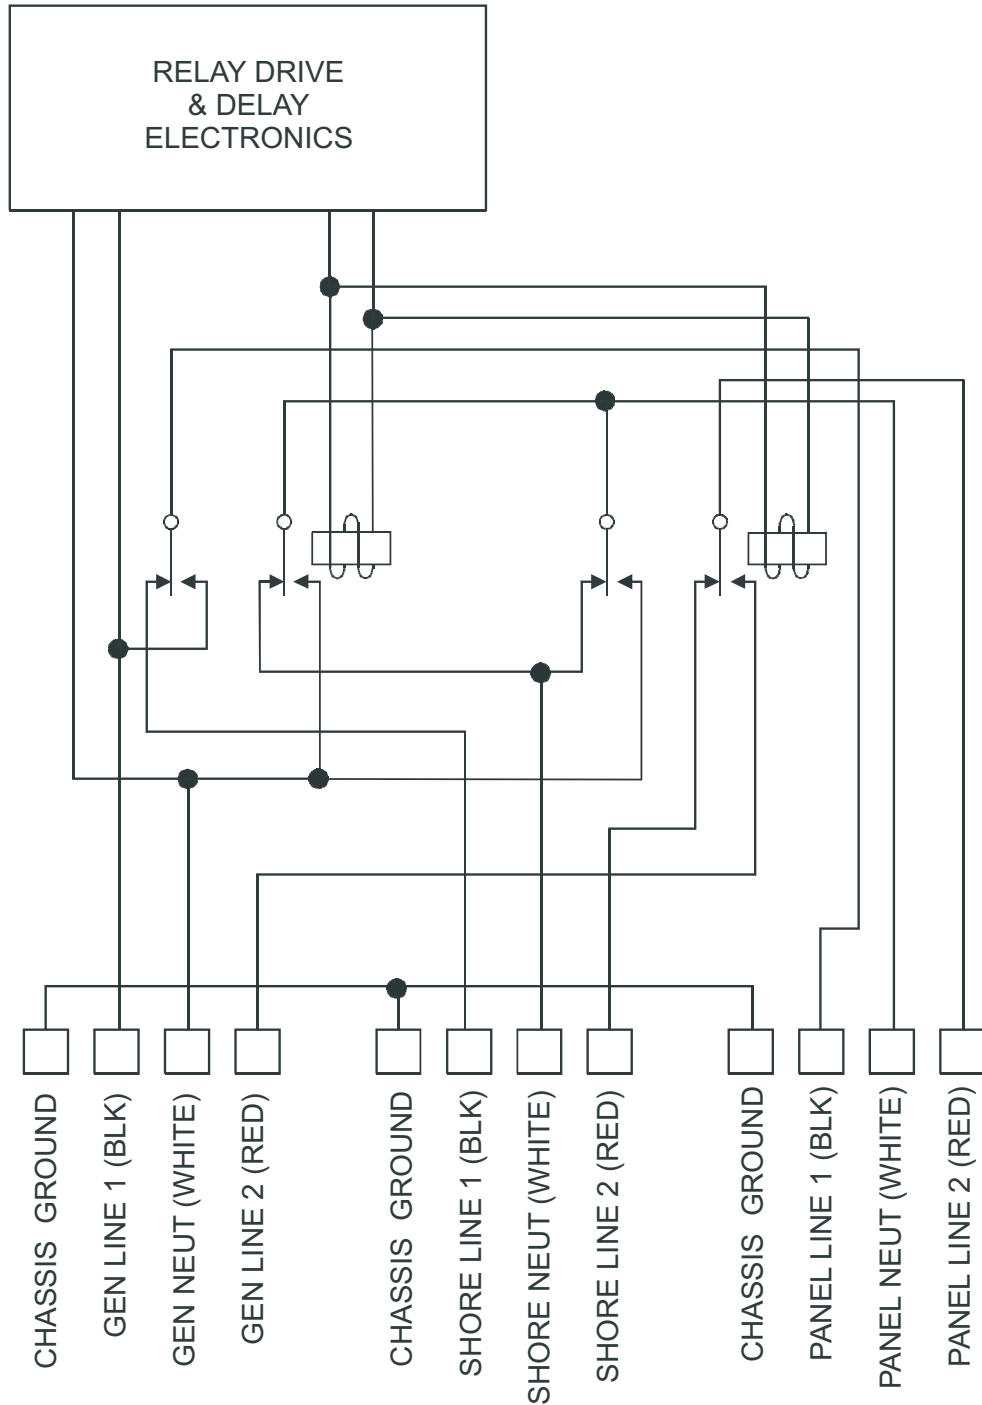 RELAY DRIVE
& DELAY
ELECTRONICS
CHASSIS GROUND
GEN LINE 1 (BLK)
GEN NEUT (WHITE)
GEN LINE 2 (RED)
CHASSIS GROUND
SHORE LINE 1 (BLK)
SHORE NEUT (WHITE)
SHORE LINE 2 (RED)
CHASSIS GROUND
PANEL LINE 1 (BLK)
PANEL NEUT (WHITE)
PANEL LINE 2 (RED)